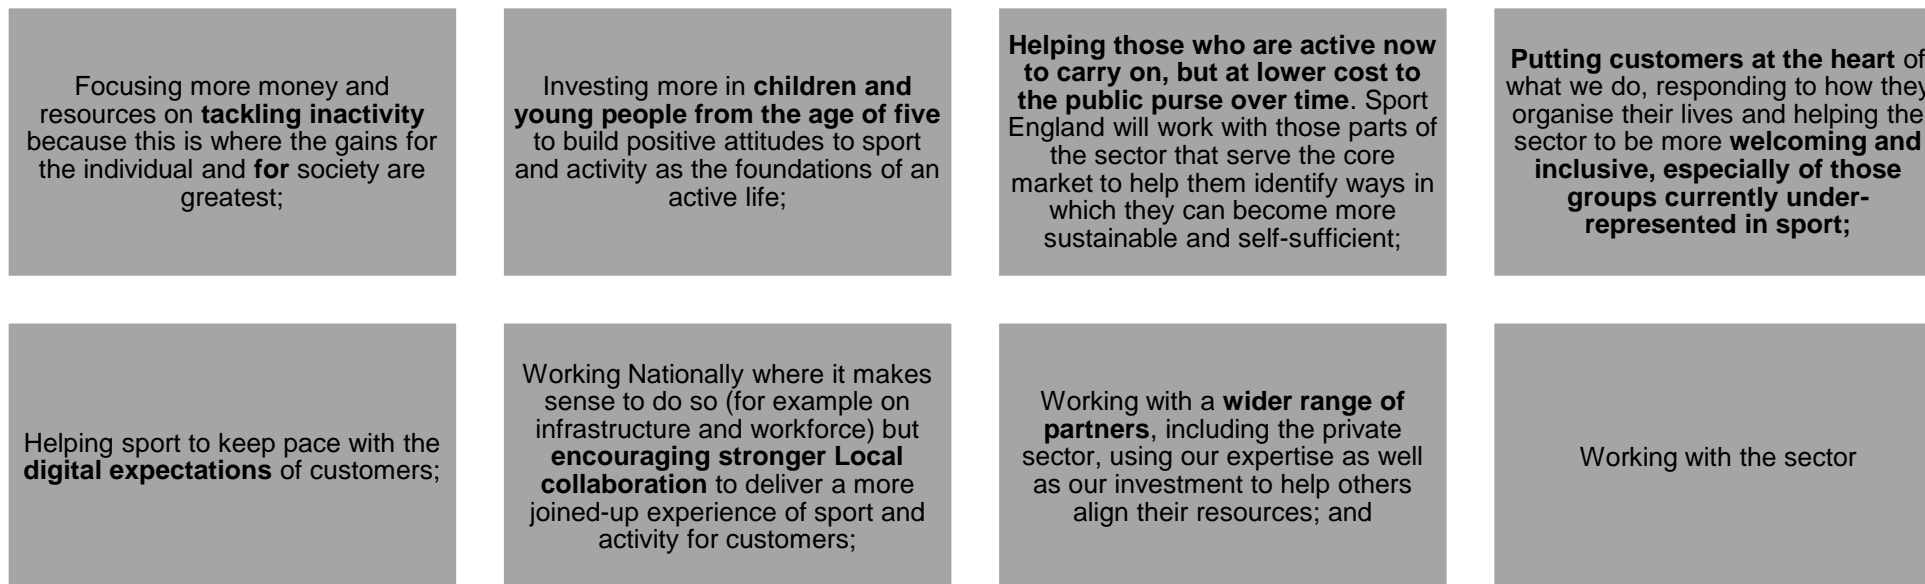 Focusing more money and
resources on tackling inactivity
because this is where the gains for
the individual and for society are
greatest;
Investing more in children and
young people from the age of five
to build positive attitudes to sport
and activity as the foundations of an
active life;
Helping those who are active now
to carry on, but at lower cost to
the public purse over time. Sport
England will work with those parts of
the sector that serve the core
market to help them identify ways in
which they can become more
sustainable and self-sufficient;
Putting customers at the heart of
what we do, responding to how they
organise their lives and helping the
sector to be more welcoming and
inclusive, especially of those
groups currently under-
represented in sport;
Helping sport to keep pace with the
digital expectations of customers;
Working Nationally where it makes
sense to do so (for example on
infrastructure and workforce) but
encouraging stronger Local
collaboration to deliver a more
joined-up experience of sport and
activity for customers;
Working with a wider range of
partners, including the private
sector, using our expertise as well
as our investment to help others
align their resources; and
Working with the sector